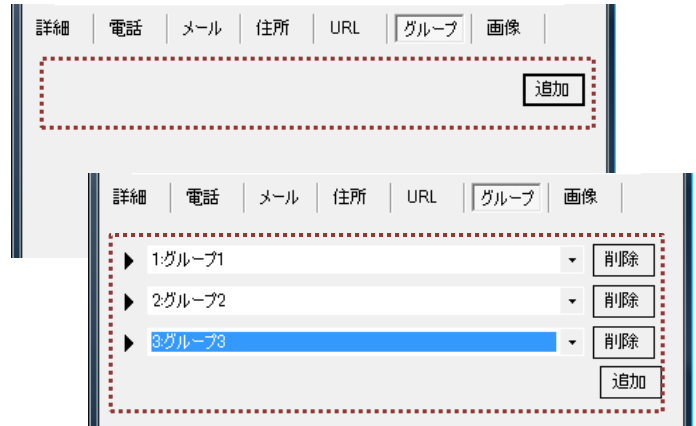 詳細 電話 メール 住所 URL グループ 画像
追加
詳細 電話 メール 住所 URL グループ 画像
1:グループ1 削除
2:グループ2 削除
3:グループ3 削除
追加